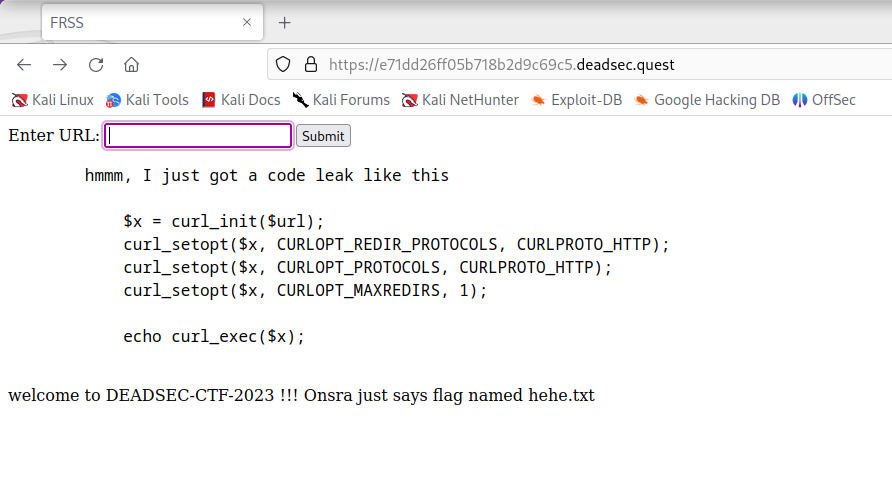 FRSS
https://e71dd26ff05b718b2d9c69c5.deadsec.quest
Kali Linux Kali Tools Kali Docs Kali Forums Kali NetHunter Exploit-DB Google Hacking DB OffSec
Enter URL: Submit
hmmm, I just got a code leak like this
$x = curl_init($url);
curl_setopt($x, CURLOPT_REDIR_PROTOCOLS, CURLPROTO_HTTP);
curl_setopt($x, CURLOPT_PROTOCOLS, CURLPROTO_HTTP);
curl_setopt($x, CURLOPT_MAXREDIRS, 1);
echo curl_exec($x);
welcome to DEADSEC-CTF-2023 !!! Onsra just says flag named hehe.txt